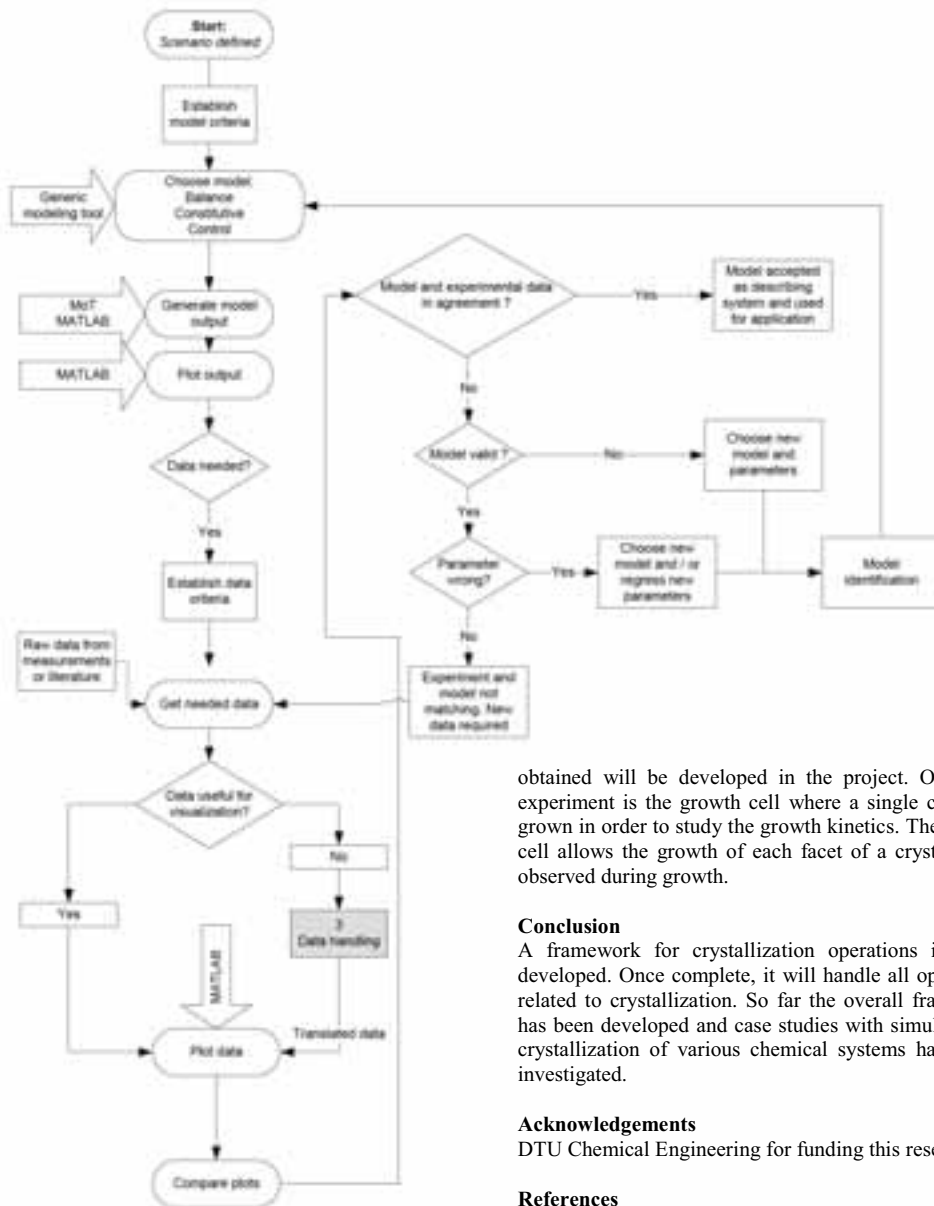 Start:
Scenario defined
Establish
model criteria
Choose model:
Balance
Constitutive
Control
Generic
modeling tool
MoT
MATLAB
Generate model
output
MATLAB
Plot output
Data needed?
Yes
Establish data
criteria
Raw data from
measurements
or literature
Get needed data
Data useful for
visualization?
Yes
No
3
Data handling
MATLAB
Translated data
Plot data
Compare plots
Model and experimental data
in agreement ?
Yes
Model accepted
as describing
system and used
for application
No
Model valid ?
No
Choose new
model and
parameters
Yes
Parameter
wrong?
Yes
Choose new
model and / or
regress new
parameters
Model
identification
No
Experiment and
model not
matching. New
data required
obtained will be developed in the project. O
experiment is the growth cell where a single c
grown in order to study the growth kinetics. The
cell allows the growth of each facet of a cryst
observed during growth.
Conclusion
A framework for crystallization operations i
developed. Once complete, it will handle all op
related to crystallization. So far the overall fra
has been developed and case studies with simul
crystallization of various chemical systems ha
investigated.
Acknowledgements
DTU Chemical Engineering for funding this rese
References